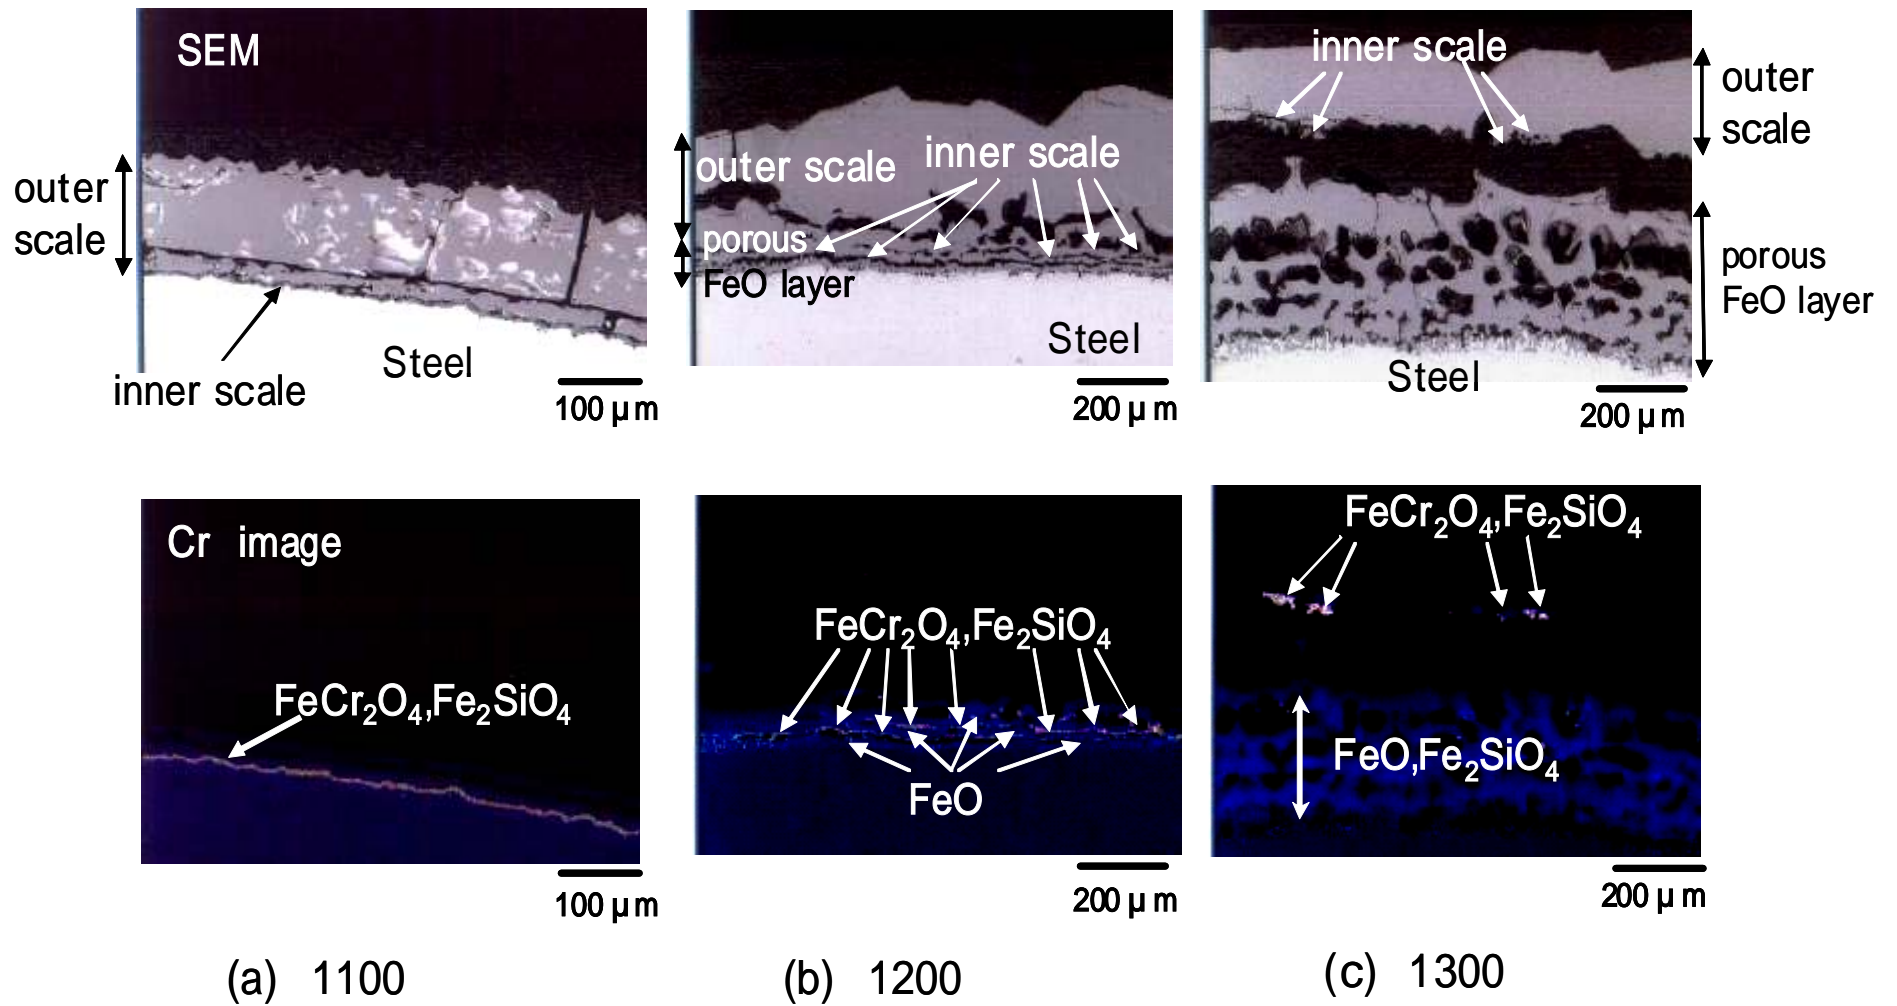 SEM
outer
scale
inner scale
Steel
100 µm
outer scale
inner scale
porous
FeO layer
Steel
200 µm
inner scale
outer
scale
porous
FeO layer
Steel
200 µm
Cr image
FeCr₂O₄,Fe₂SiO₄
100 µm
FeCr₂O₄,Fe₂SiO₄
FeO
200 µm
FeCr₂O₄,Fe₂SiO₄
FeO,Fe₂SiO₄
200 µm
(a) 1100
(b) 1200
(c) 1300